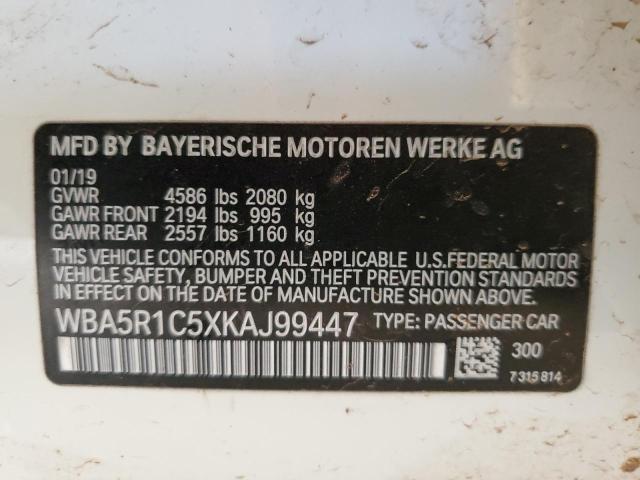 MFD BY BAYERISCHE MOTOREN WERKE AG
01/19
GVWR 4586 lbs 2080 kg
GAWR FRONT 2194 lbs 995 kg
GAWR REAR 2557 lbs 1160 kg
THIS VEHICLE CONFORMS TO ALL APPLICABLE U.S.FEDERAL MOTOR
VEHICLE SAFETY, BUMPER AND THEFT PREVENTION STANDARDS
IN EFFECT ON THE DATE OF MANUFACTURE SHOWN ABOVE.
WBA5R1C5XKAJ99447 TYPE: PASSENGER CAR
300
7 315 814